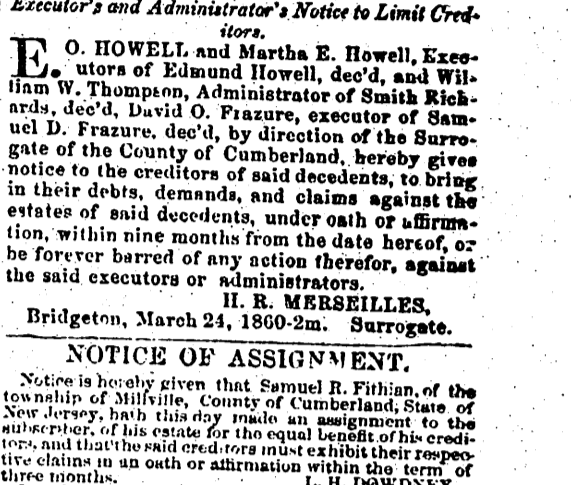 Executor's and Administrator's Notice to Limit Cred-
itors.
E. O. HOWELL and Martha E. Howell, Exec-
utors of Edmund Howell, dec'd, and Wil-
liam W. Thompson, Administrator of Smith Rich-
ards, dec'd, David O. Frazure, executor of Sam-
uel D. Frazure, dec'd, by direction of the Surro-
gate of the County of Cumberland, hereby gives
notice to the creditors of said decedents, to bring
in their debts, demands, and claims against the
estates of said decedents, under oath or affirma-
tion, within nine months from the date hereof, or
be forever barred of any action therefor, against
the said executors or administrators.
H. R. MERSEILLES,
Bridgeton, March 24, 1860-2m. Surrogate.
NOTICE OF ASSIGNMENT.
Notice is hereby given that Samuel R. Fithian, of the
township of Millville, County of Cumberland, State of
New Jersey, hath this day made an assignment to the
subscriber, of his estate for the equal benefit of his credi-
tors, and that the said creditors must exhibit their respec-
tive claims in an oath or affirmation within the term of
three months. L. H. DOWDNEY